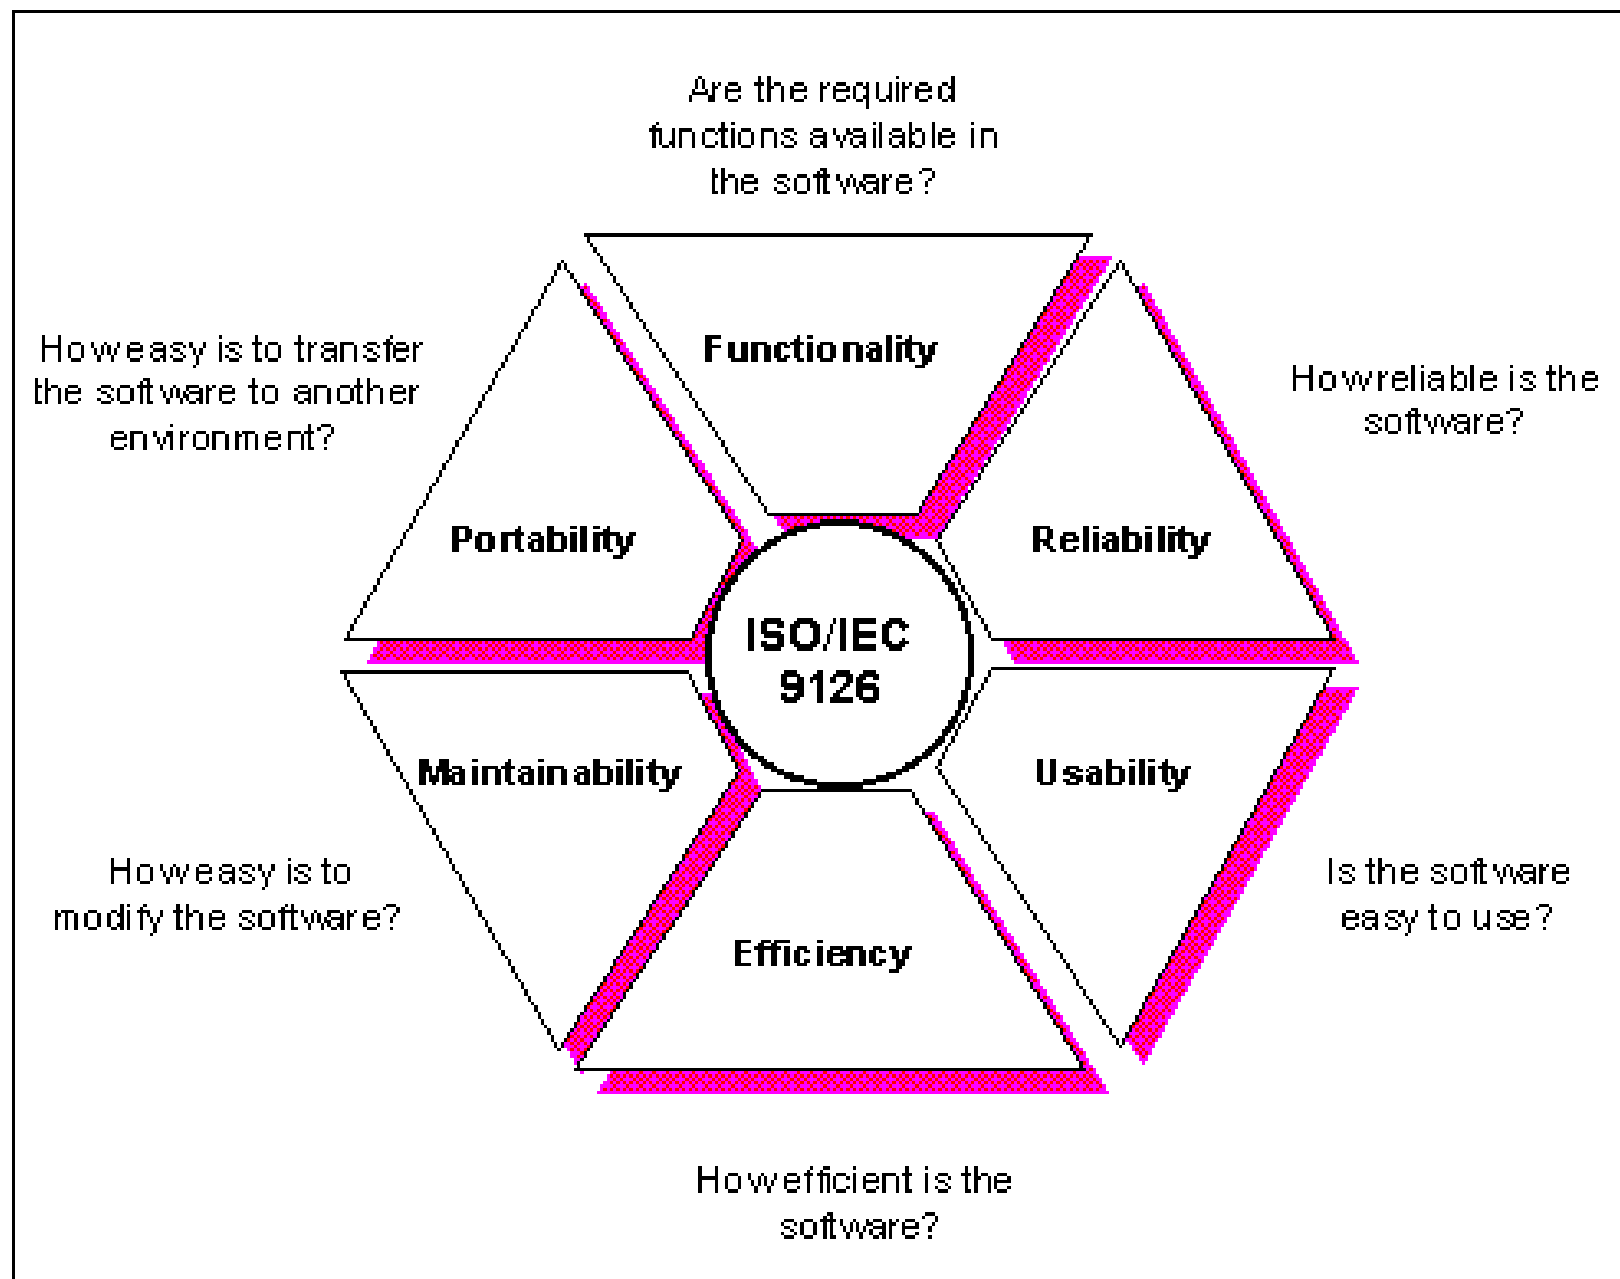 Are the required
functions available in
the software?
Functionality
How easy is to transfer
the software to another
environment?
How reliable is the
software?
Portability
Reliability
ISO/IEC
9126
Maintainability
Usability
How easy is to
modify the software?
Is the software
easy to use?
Efficiency
How efficient is the
software?